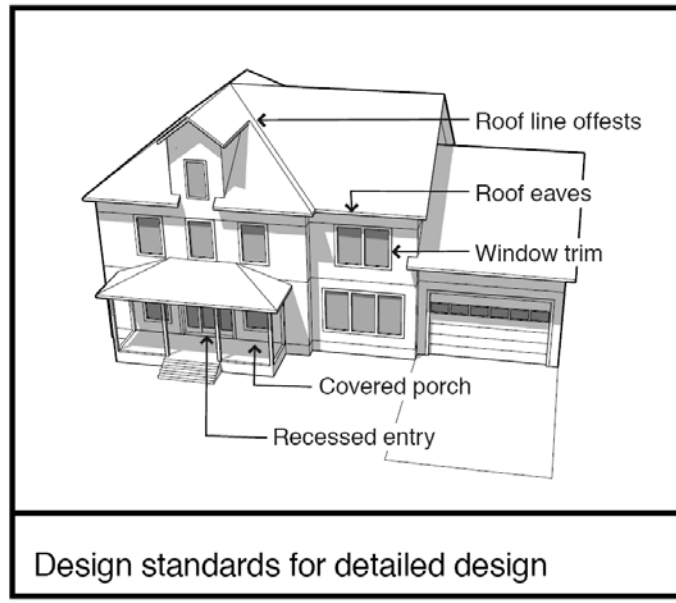 Roof line offests
Roof eaves
Window trim
Covered porch
Recessed entry
Design standards for detailed design